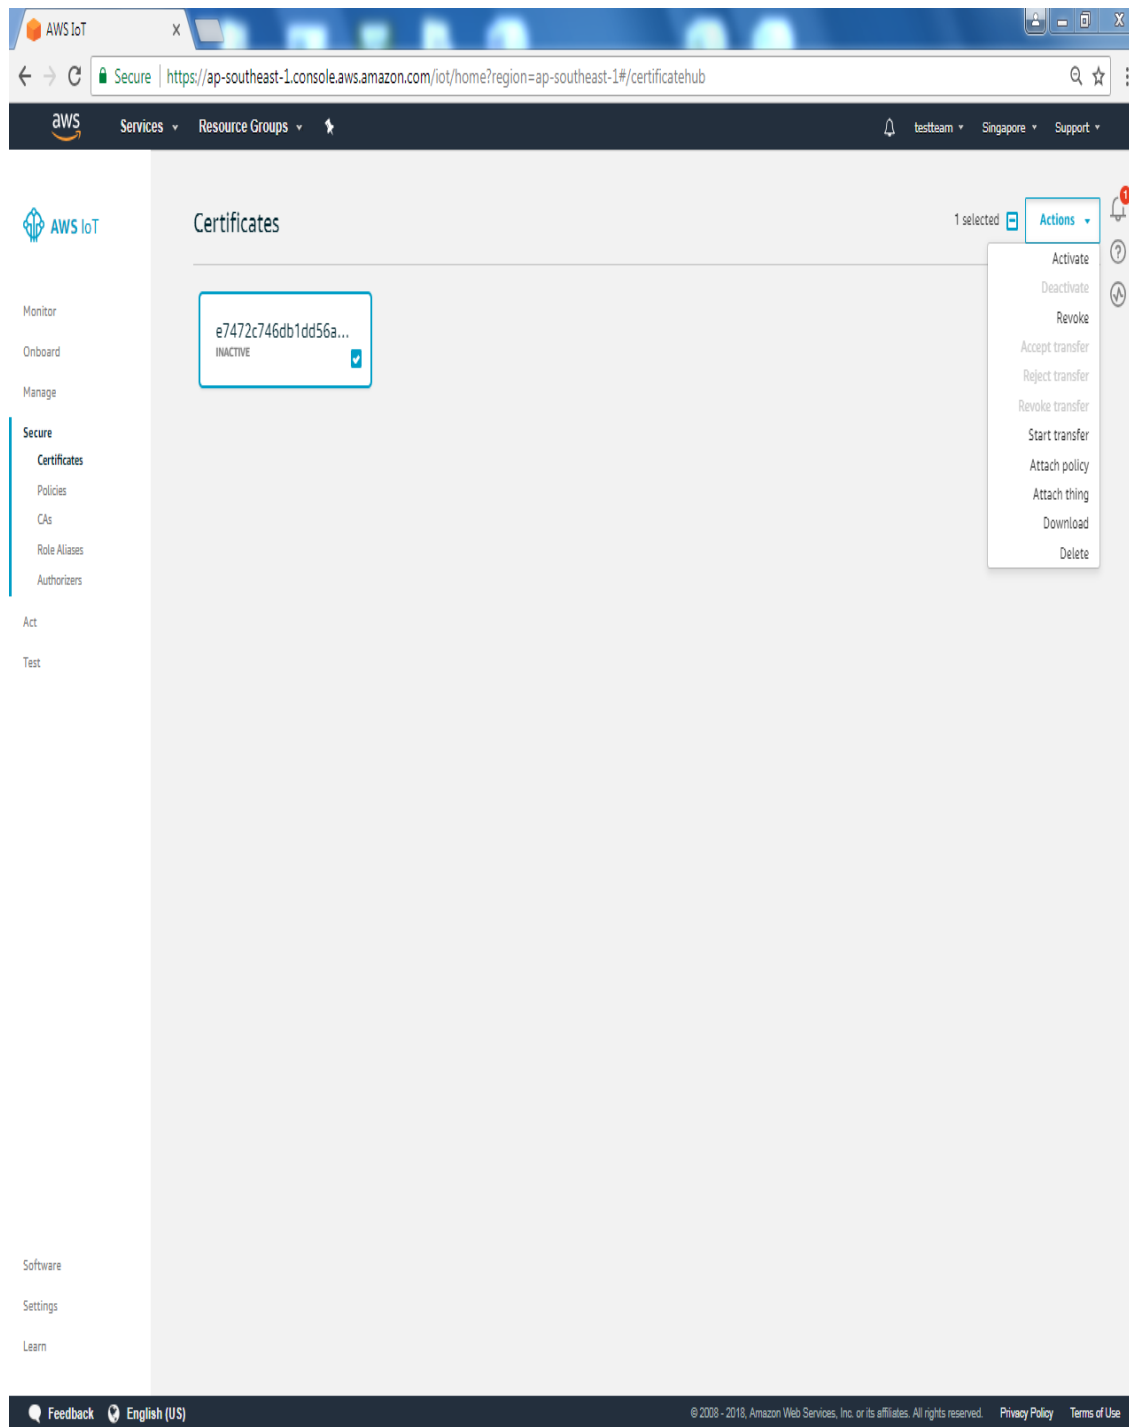 AWS IoT
Secure https://ap-southeast-1.console.aws.amazon.com/iot/home?region=ap-southeast-1#/certificatehub
aws Services Resource Groups testteam Singapore Support
AWS IoT
Certificates
1 selected Actions
1
Activate
Deactivate
Revoke
Accept transfer
Reject transfer
Revoke transfer
Start transfer
Attach policy
Attach thing
Download
Delete
e7472c746db1dd56a...
INACTIVE
Monitor
Onboard
Manage
Secure
Certificates
Policies
CAs
Role Aliases
Authorizers
Act
Test
Software
Settings
Learn
Feedback English (US) © 2008 - 2018, Amazon Web Services, Inc. or its affiliates. All rights reserved. Privacy Policy Terms of Use